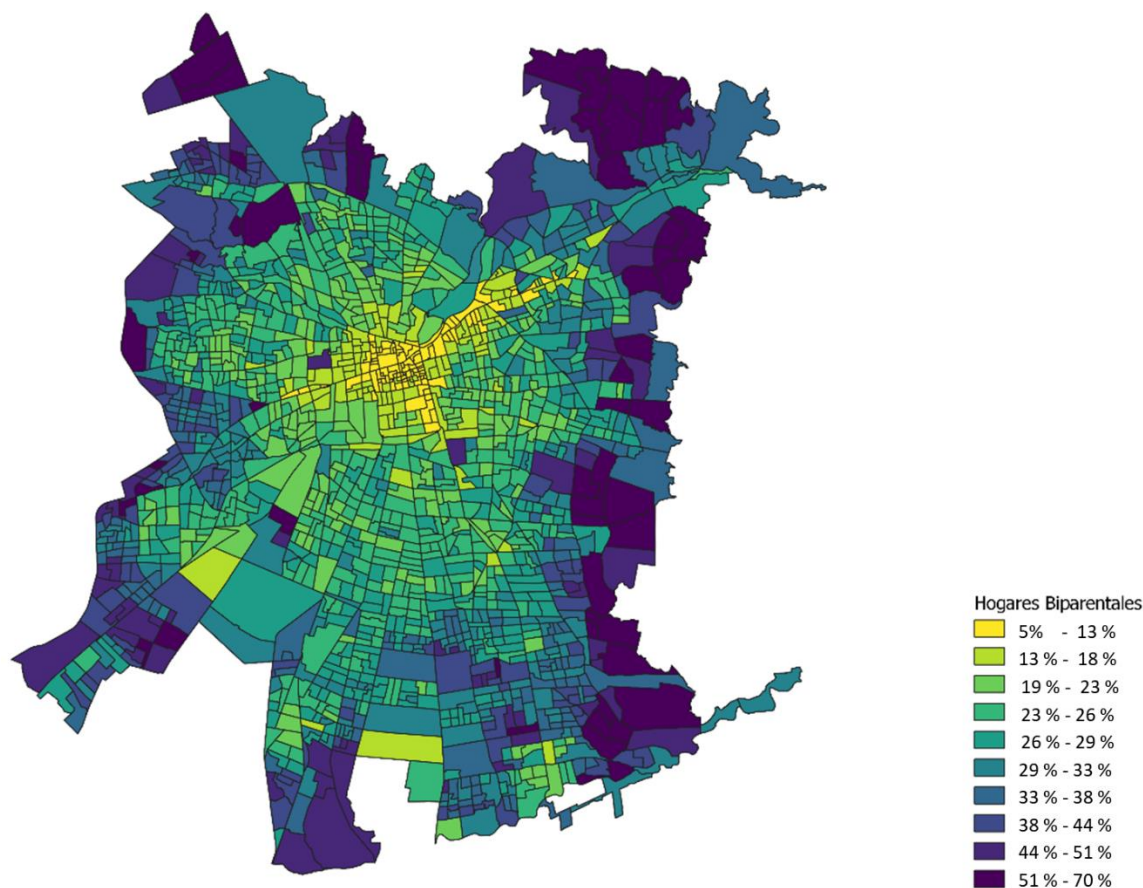 Hogares Biparentales
5% - 13 %
13 % - 18 %
19 % - 23 %
23 % - 26 %
26 % - 29 %
29 % - 33 %
33 % - 38 %
38 % - 44 %
44 % - 51 %
51 % - 70 %